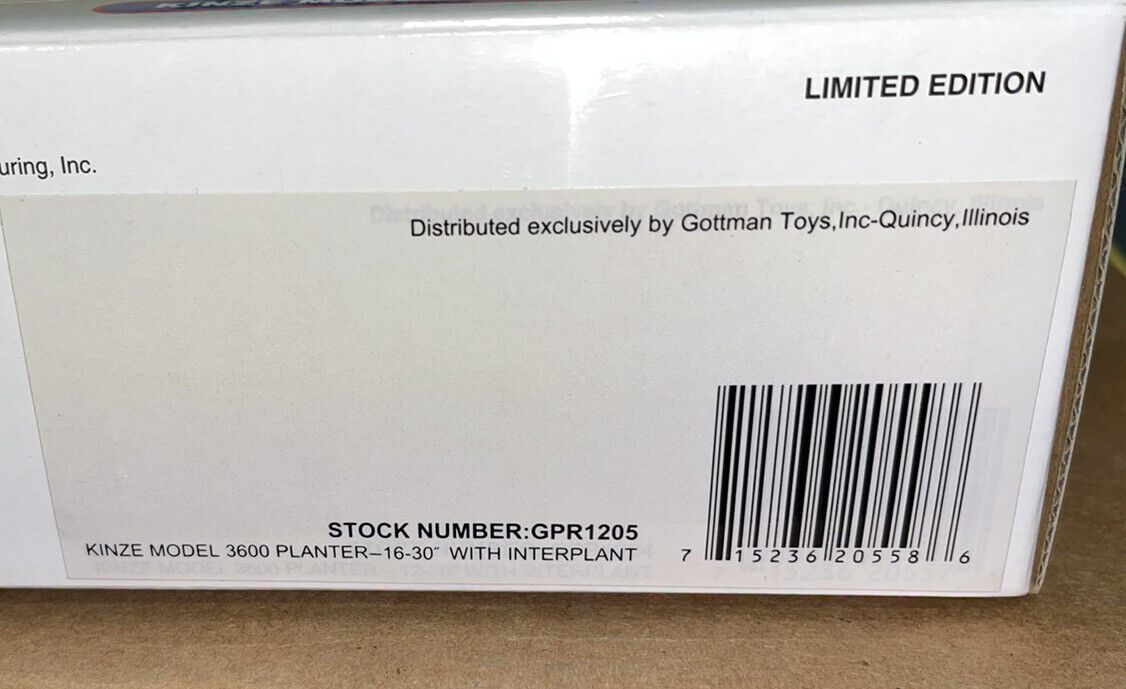 KINZE
LIMITED EDITION
uring, Inc.
Distributed exclusively by Gottman Toys,Inc-Quincy,Illinois
STOCK NUMBER:GPR1205
KINZE MODEL 3600 PLANTER–16-30″ WITH INTERPLANT
7 15236 20558 6